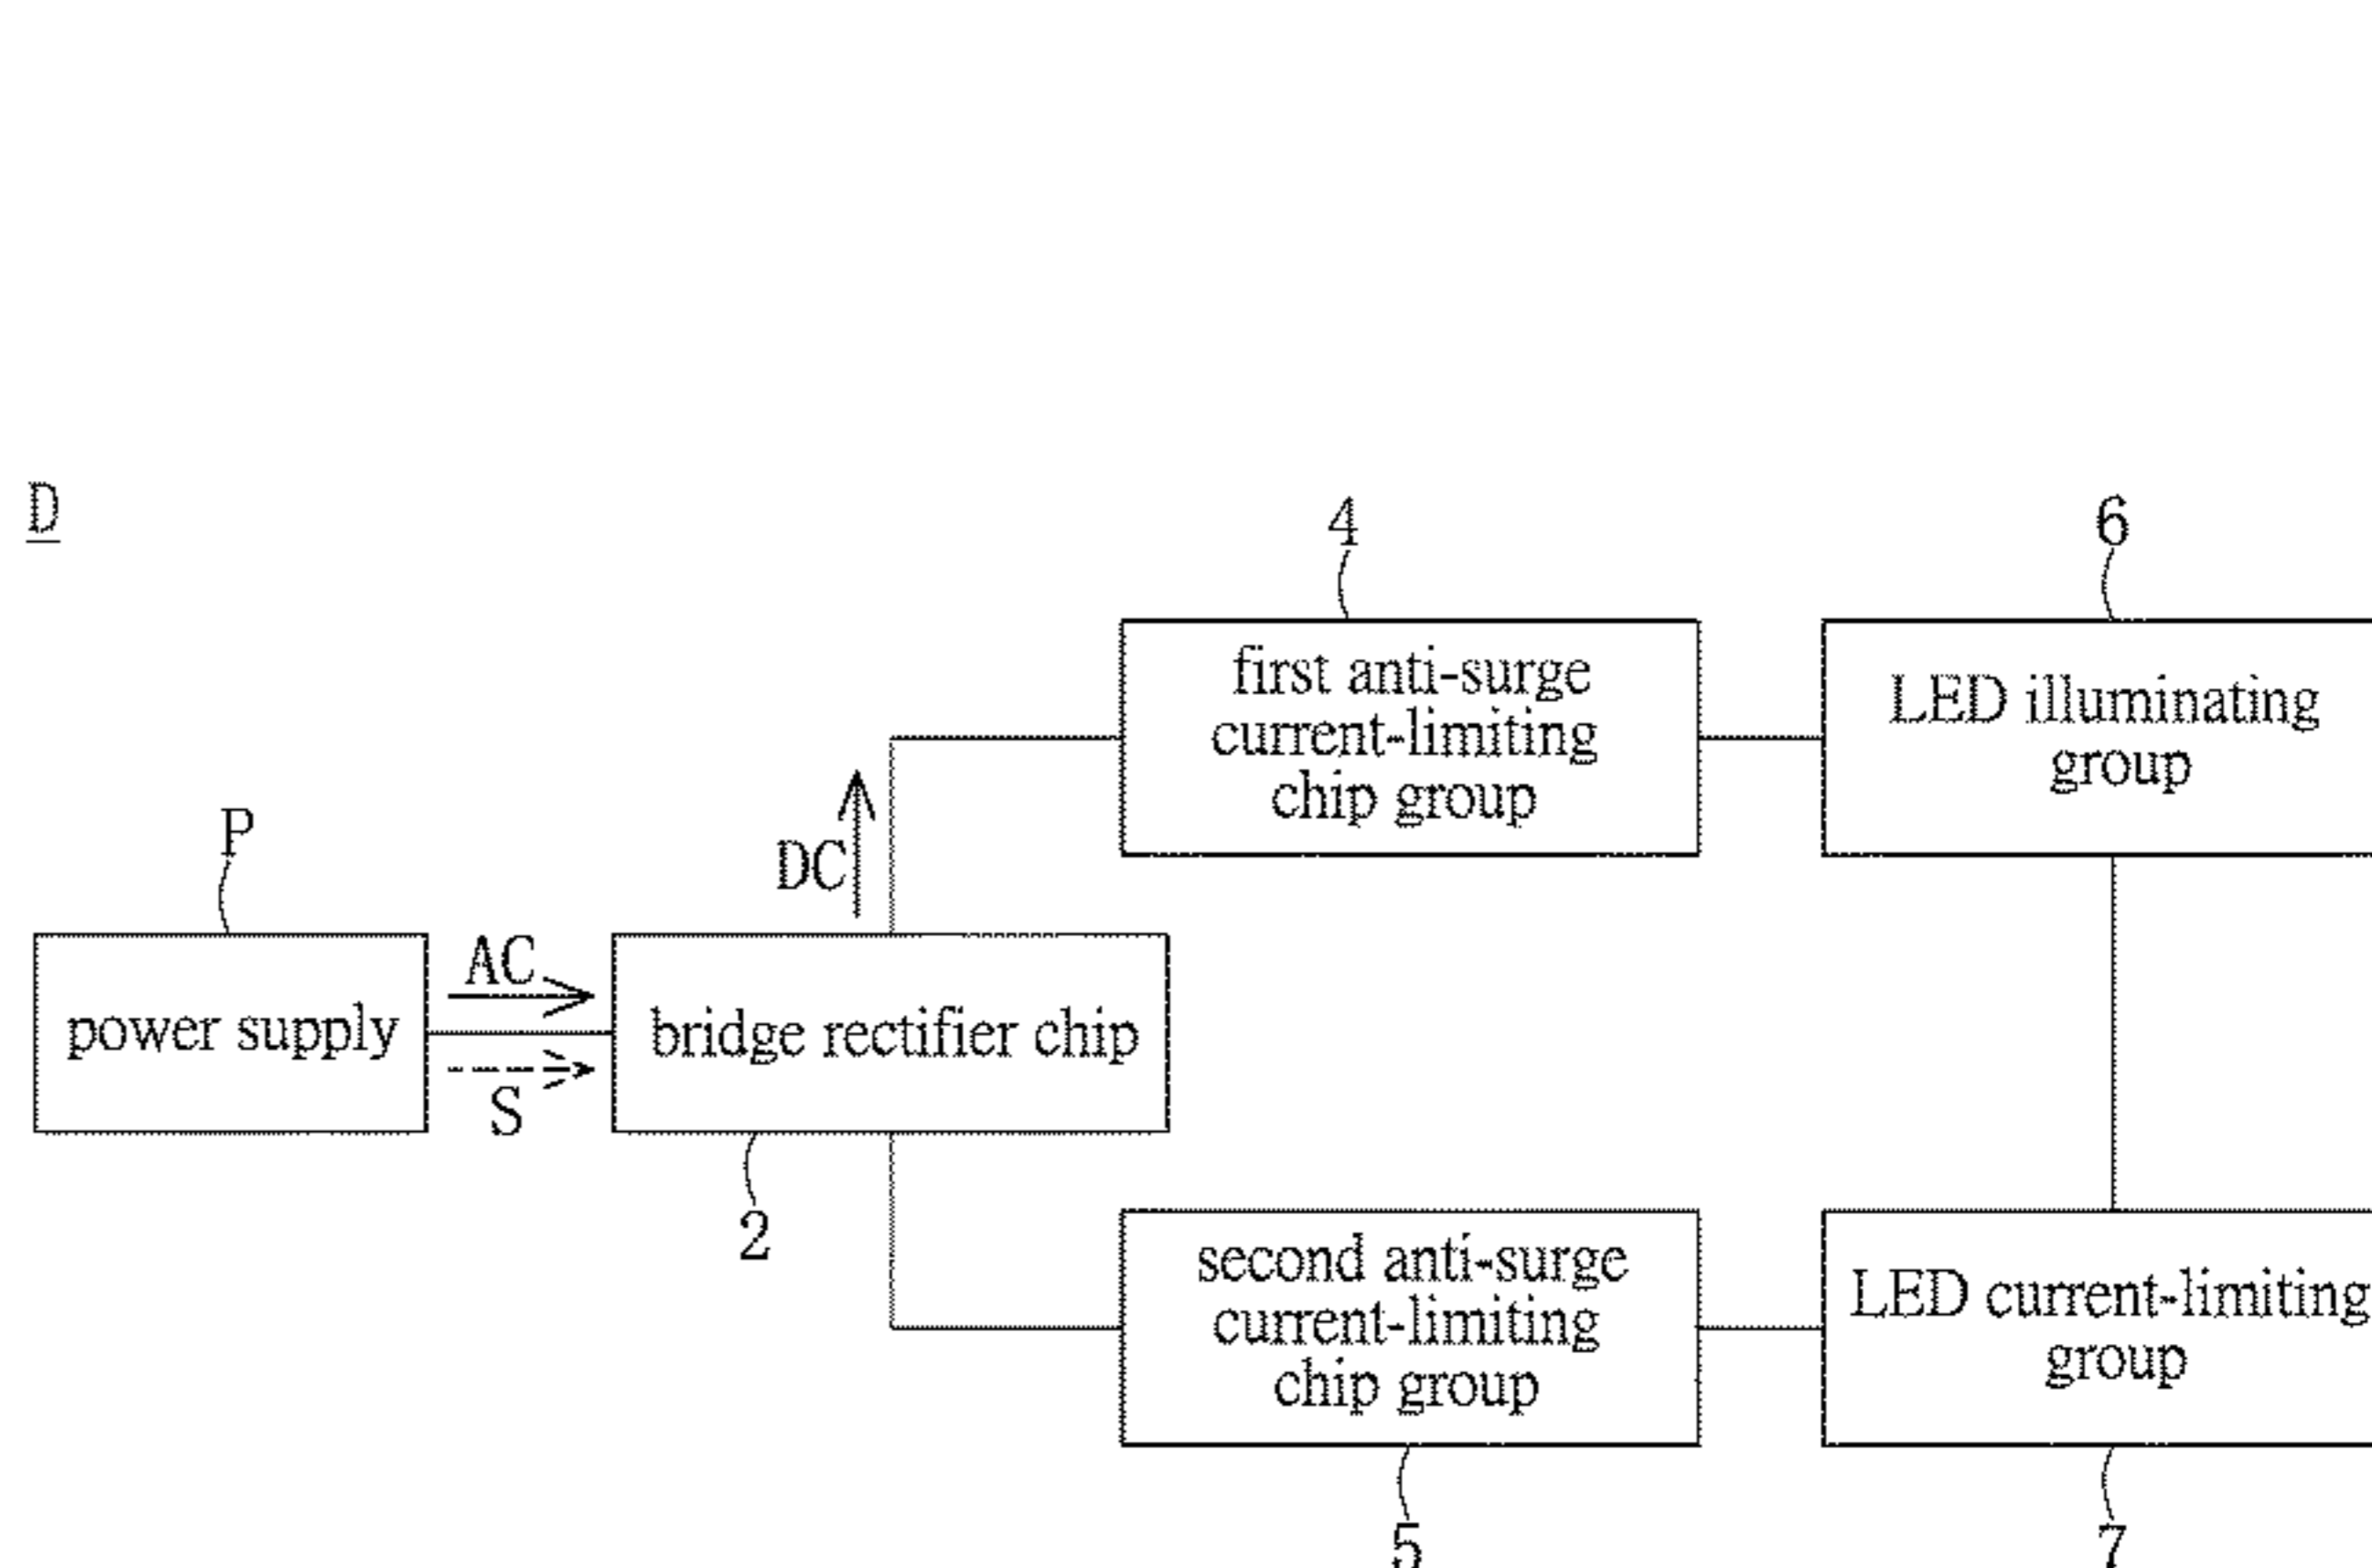 D
4
6
first anti-surge
current-limiting
chip group
LED illuminating
group
DC
P
AC
power supply
bridge rectifier chip
S
2
second anti-surge
current-limiting
chip group
LED current-limiting
group
5
7